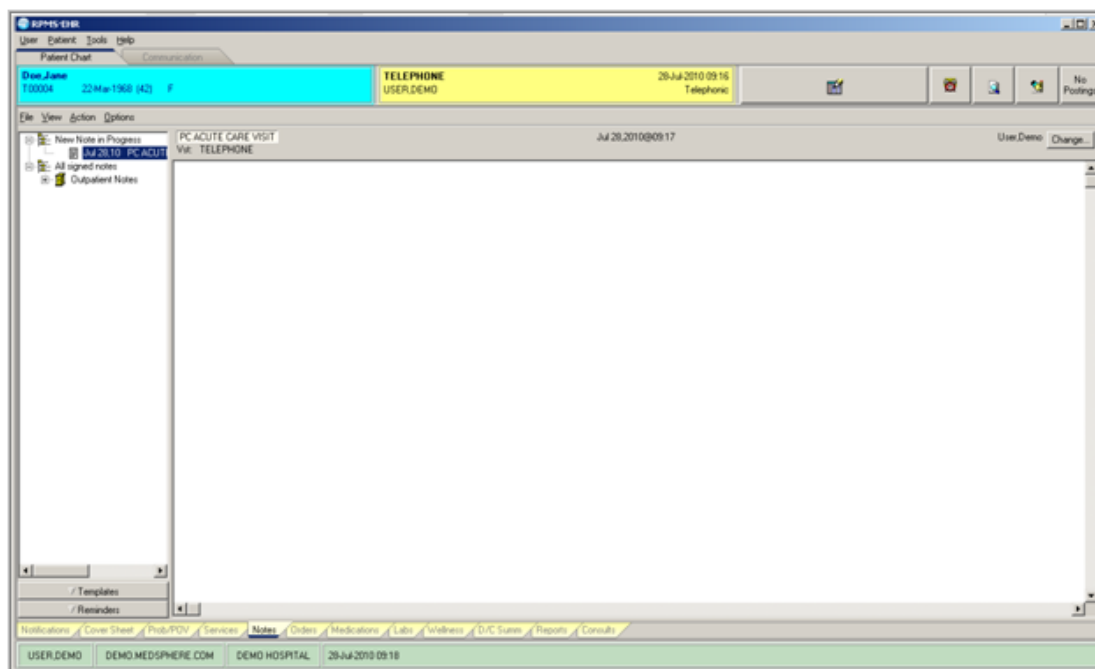 RPMS-EHR
User Patient Tools Help
Patient Chart Communication
Doe,Jane
T00004 22-Mar-1968 (42) F
TELEPHONE 28-Jul-2010 09:16
USER,DEMO Telephonic
No
Postings
File View Action Options
New Note in Progress
Jul 28,10 PC ACUT
All signed notes
Outpatient Notes
PC ACUTE CARE VISIT Jul 28,2010@09:17 User,Demo Change...
Vst: TELEPHONE
/ Templates
/ Reminders
Notifications Cover Sheet Prob/POV Services Notes Orders Medications Labs Wellness D/C Summ Reports Consults
USER,DEMO DEMO.MEDSPHERE.COM DEMO HOSPITAL 28-Jul-2010 09:18